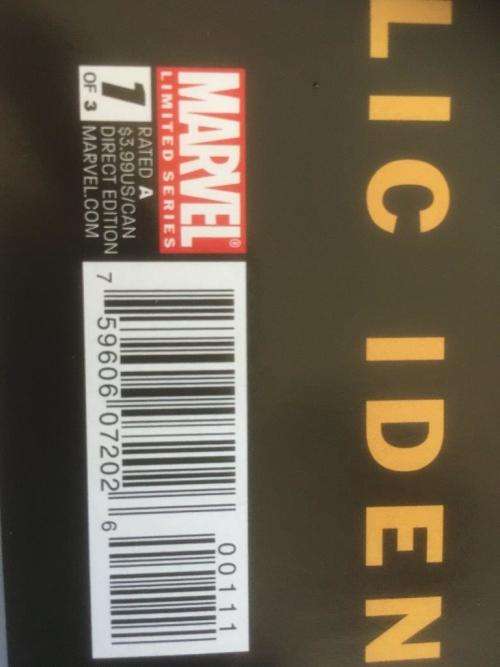 LIC IDEN
MARVEL®
LIMITED SERIES
1
OF 3
RATED A
$3.99US/CAN
DIRECT EDITION
MARVEL.COM
7 59606 07202 6
00111